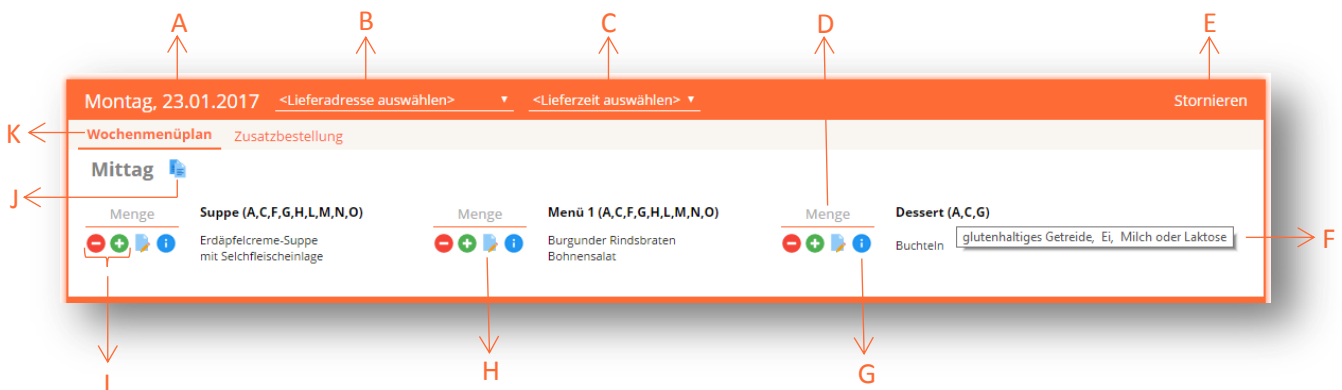 A
B
C
D
E
Montag, 23.01.2017 <Lieferadresse auswählen> <Lieferzeit auswählen> Stornieren
K
Wochenmenüplan Zusatzbestellung
Mittag
J
Menge Suppe (A,C,F,G,H,L,M,N,O) Menge Menü 1 (A,C,F,G,H,L,M,N,O) Menge Dessert (A,C,G)
Erdäpfelcreme-Suppe Burgunder Rindsbraten Buchteln glutenhaltiges Getreide, Ei, Milch oder Laktose F
mit Selchfleischeinlage Bohnensalat
I
H
G